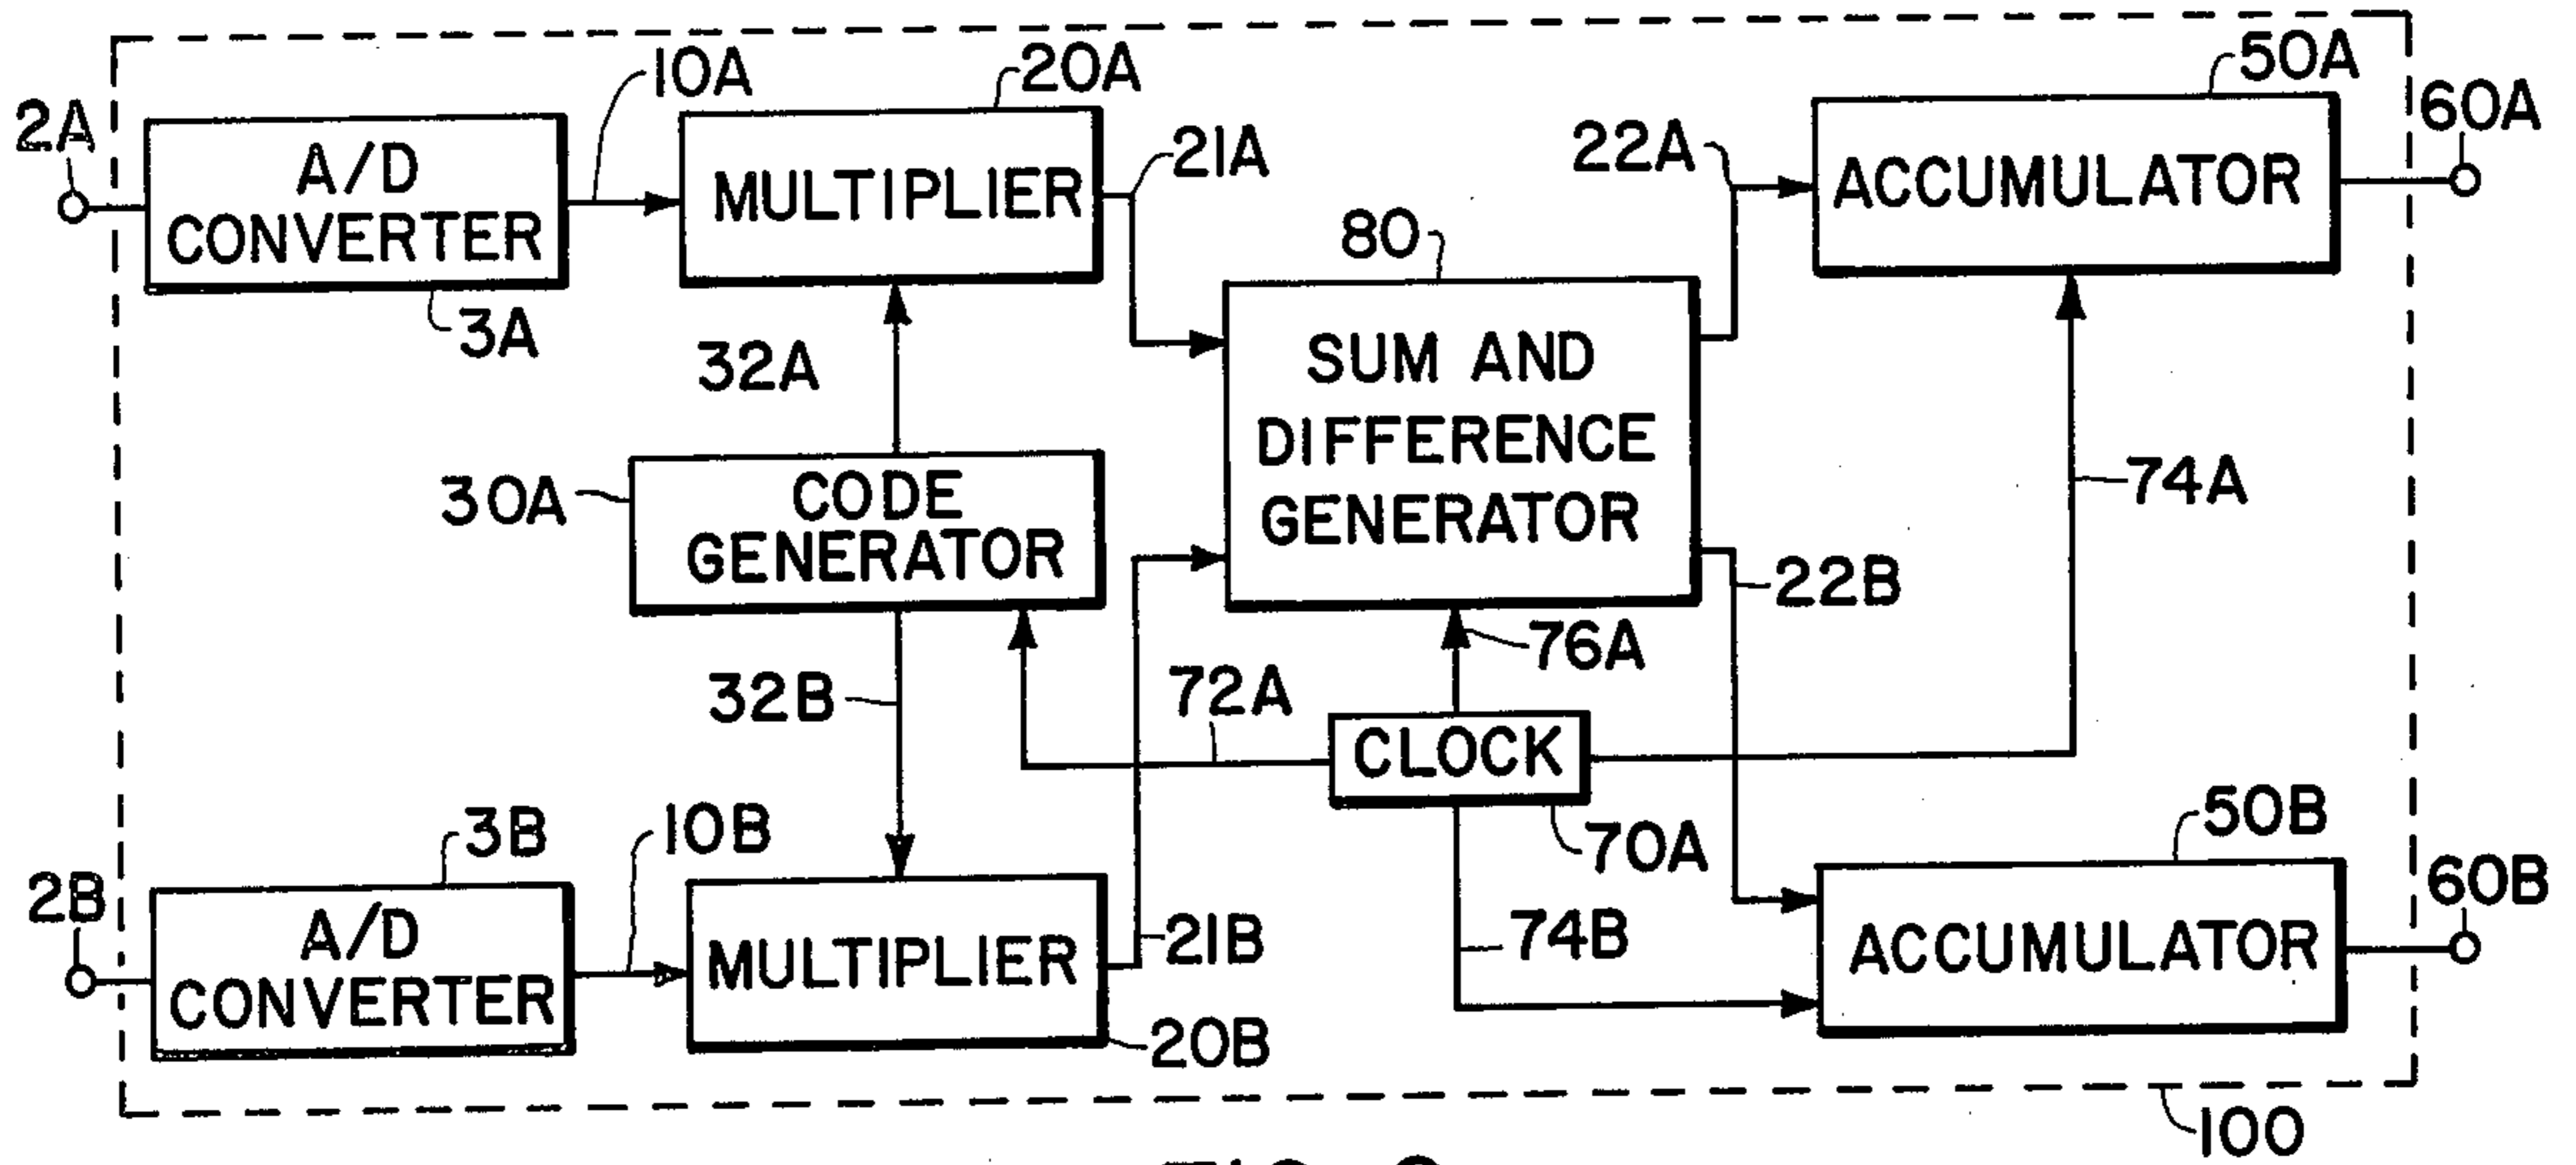 10A
20A
50A
2A
60A
A/D
CONVERTER
MULTIPLIER
21A
22A
ACCUMULATOR
3A
80
32A
SUM AND
DIFFERENCE
GENERATOR
30A
CODE
GENERATOR
74A
22B
76A
32B
72A
CLOCK
70A
3B
10B
50B
2B
60B
A/D
CONVERTER
MULTIPLIER
21B
74B
ACCUMULATOR
20B
100